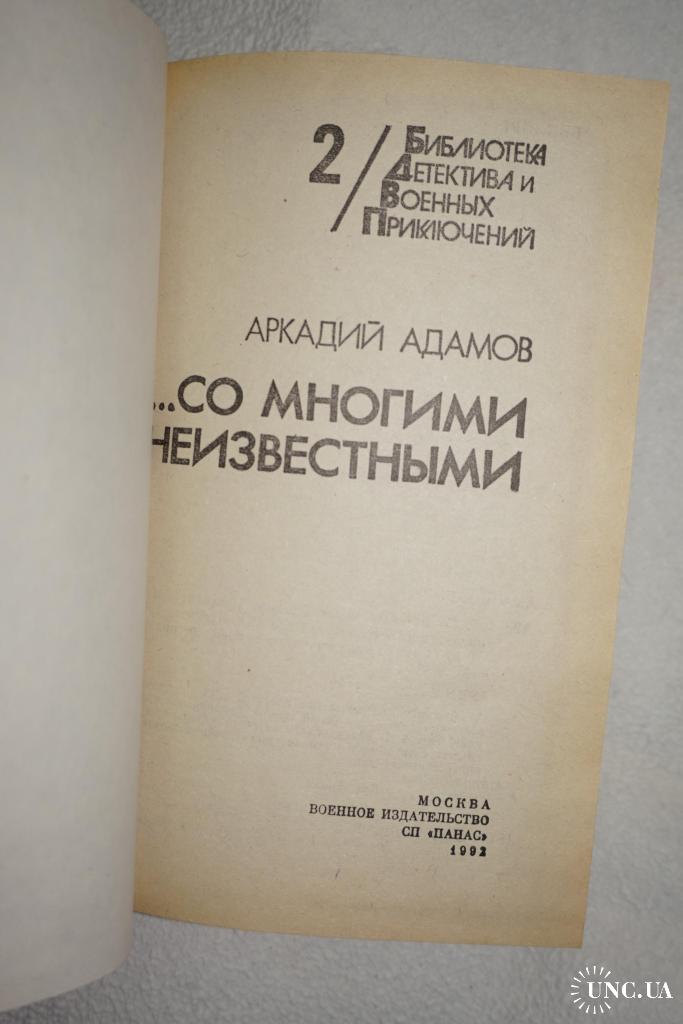 2 / БИБЛИОТЕКА
ДЕТЕКТИВА И
ВОЕННЫХ
ПРИКЛЮЧЕНИЙ
АРКАДИЙ АДАМОВ
...СО МНОГИМИ
НЕИЗВЕСТНЫМИ
МОСКВА
ВОЕННОЕ ИЗДАТЕЛЬСТВО
СП «ПАНАС»
1992
UNC.UA